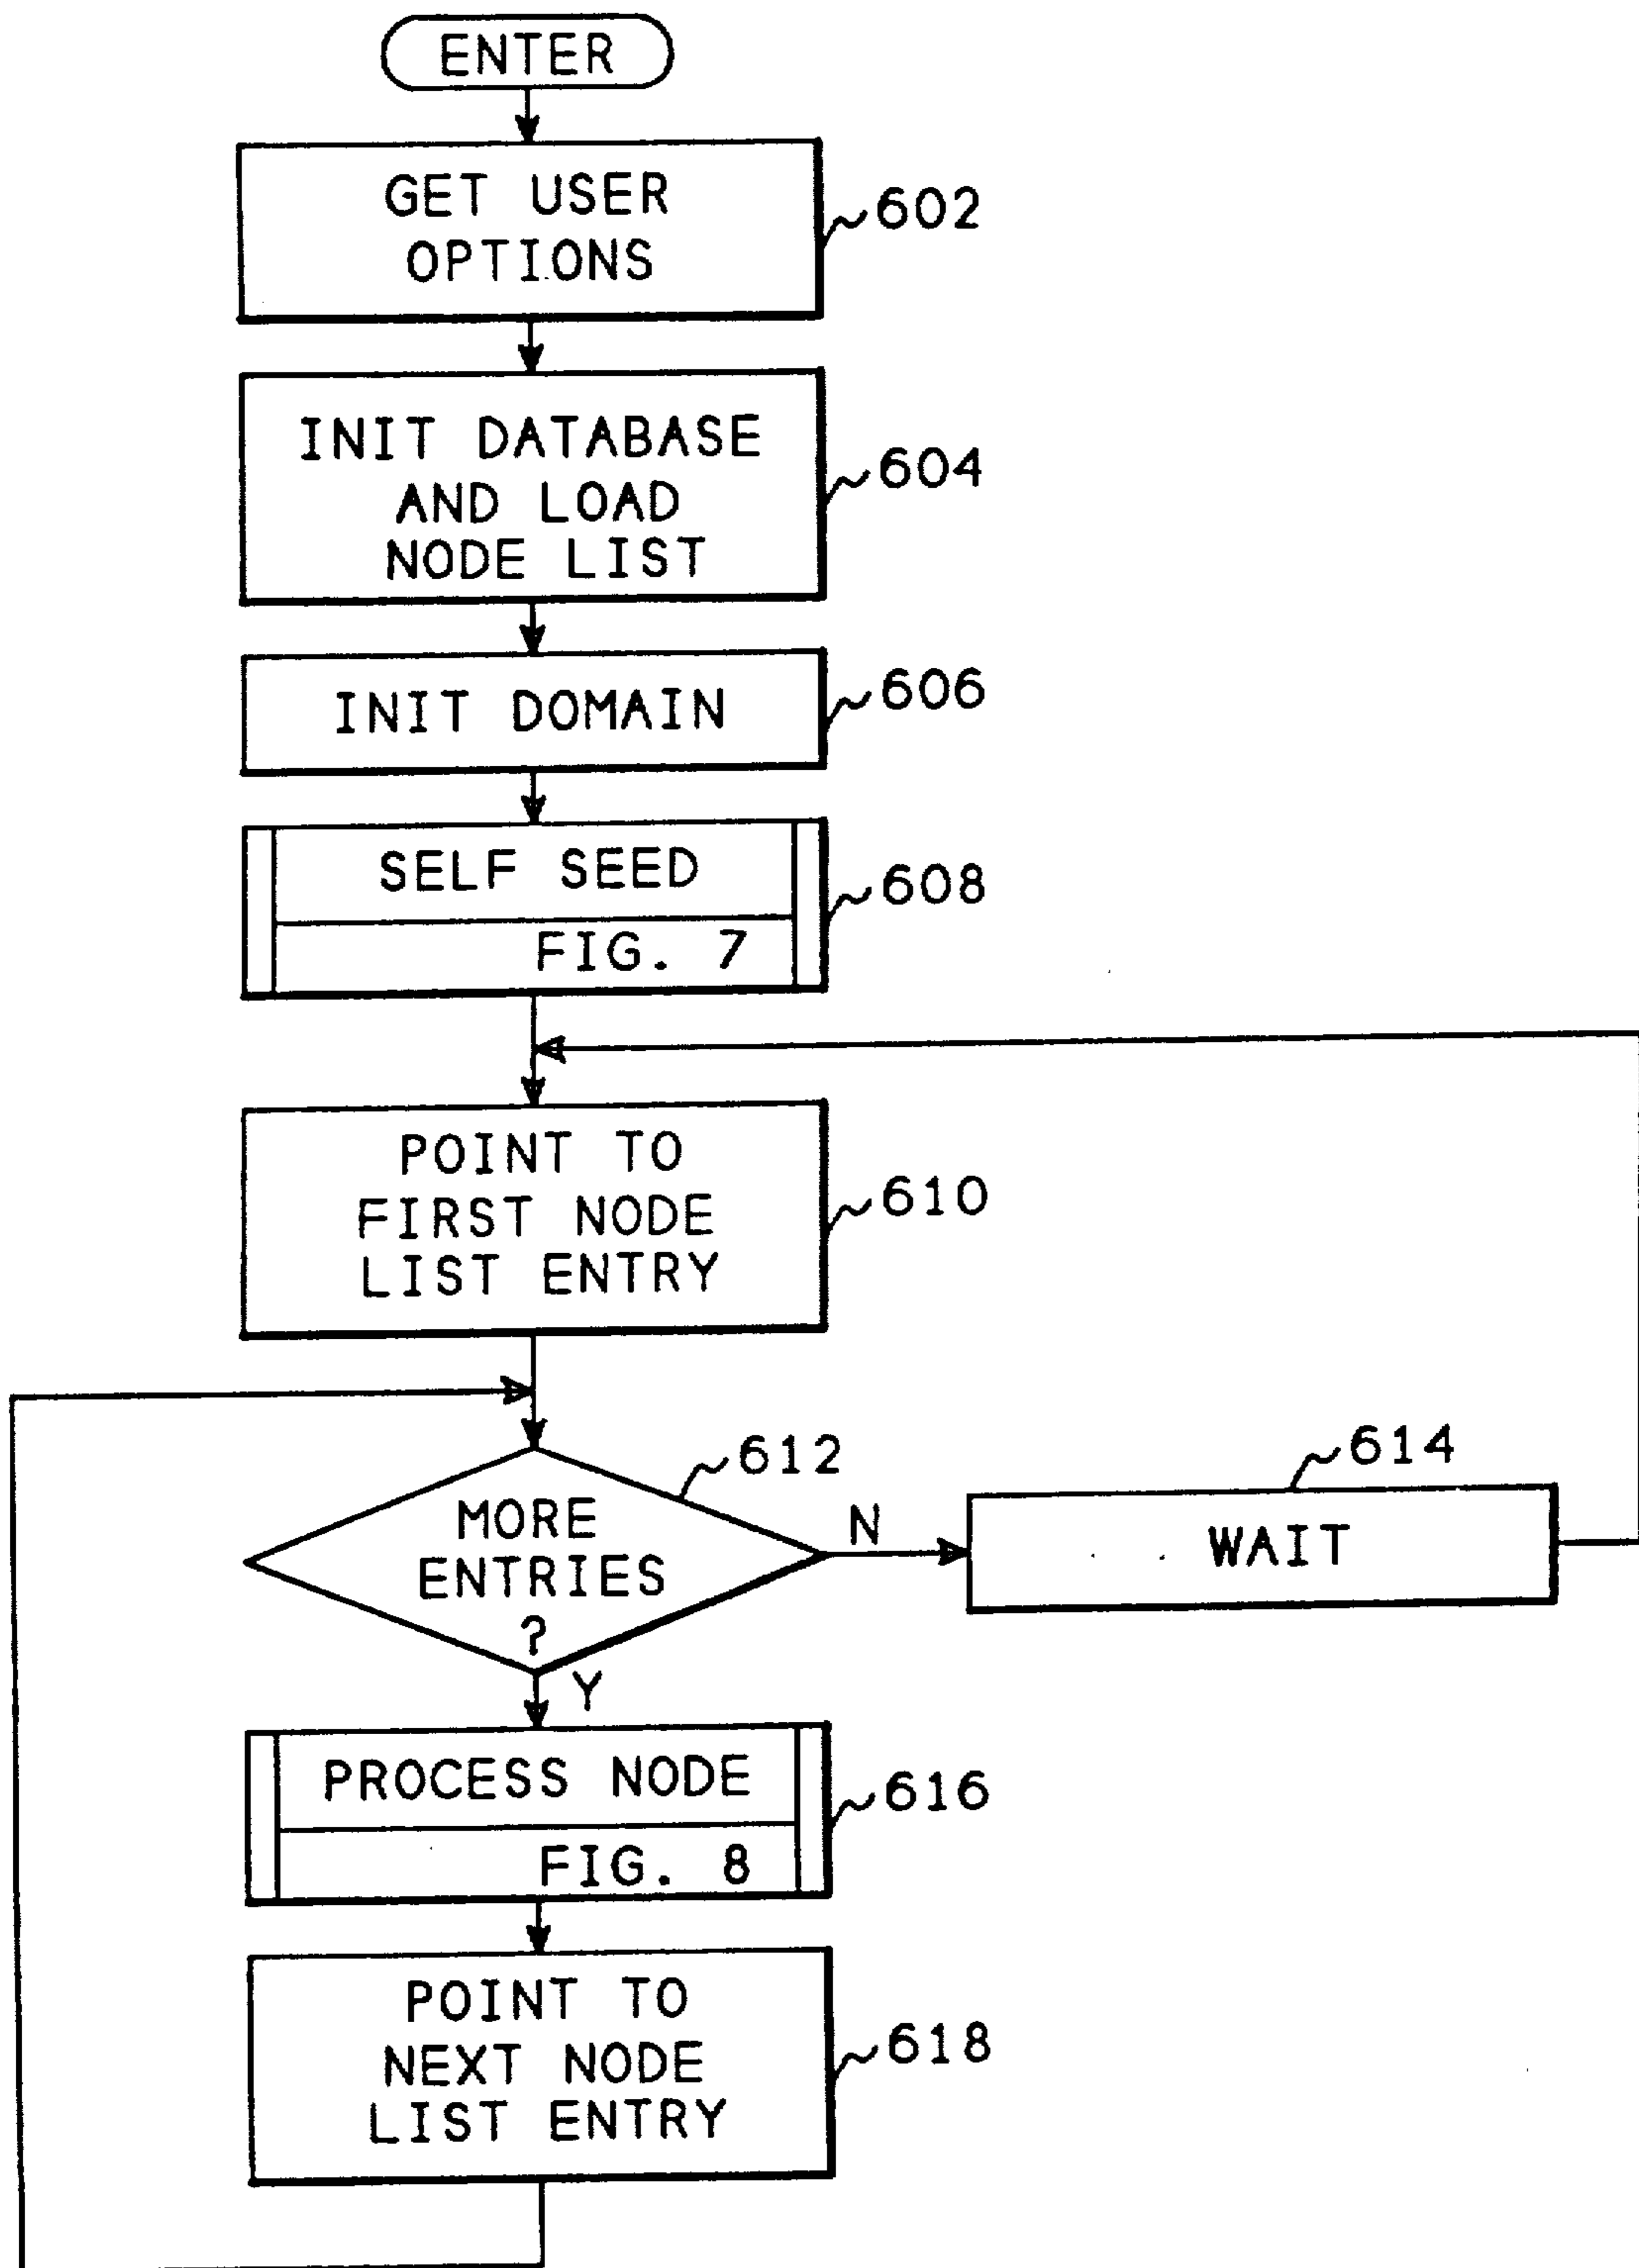 ENTER
GET USER
OPTIONS
602
INIT DATABASE
AND LOAD
NODE LIST
604
INIT DOMAIN
606
SELF SEED
FIG. 7
608
POINT TO
FIRST NODE
LIST ENTRY
610
612
MORE
ENTRIES
?
N
614
WAIT
Y
PROCESS NODE
FIG. 8
616
POINT TO
NEXT NODE
LIST ENTRY
618